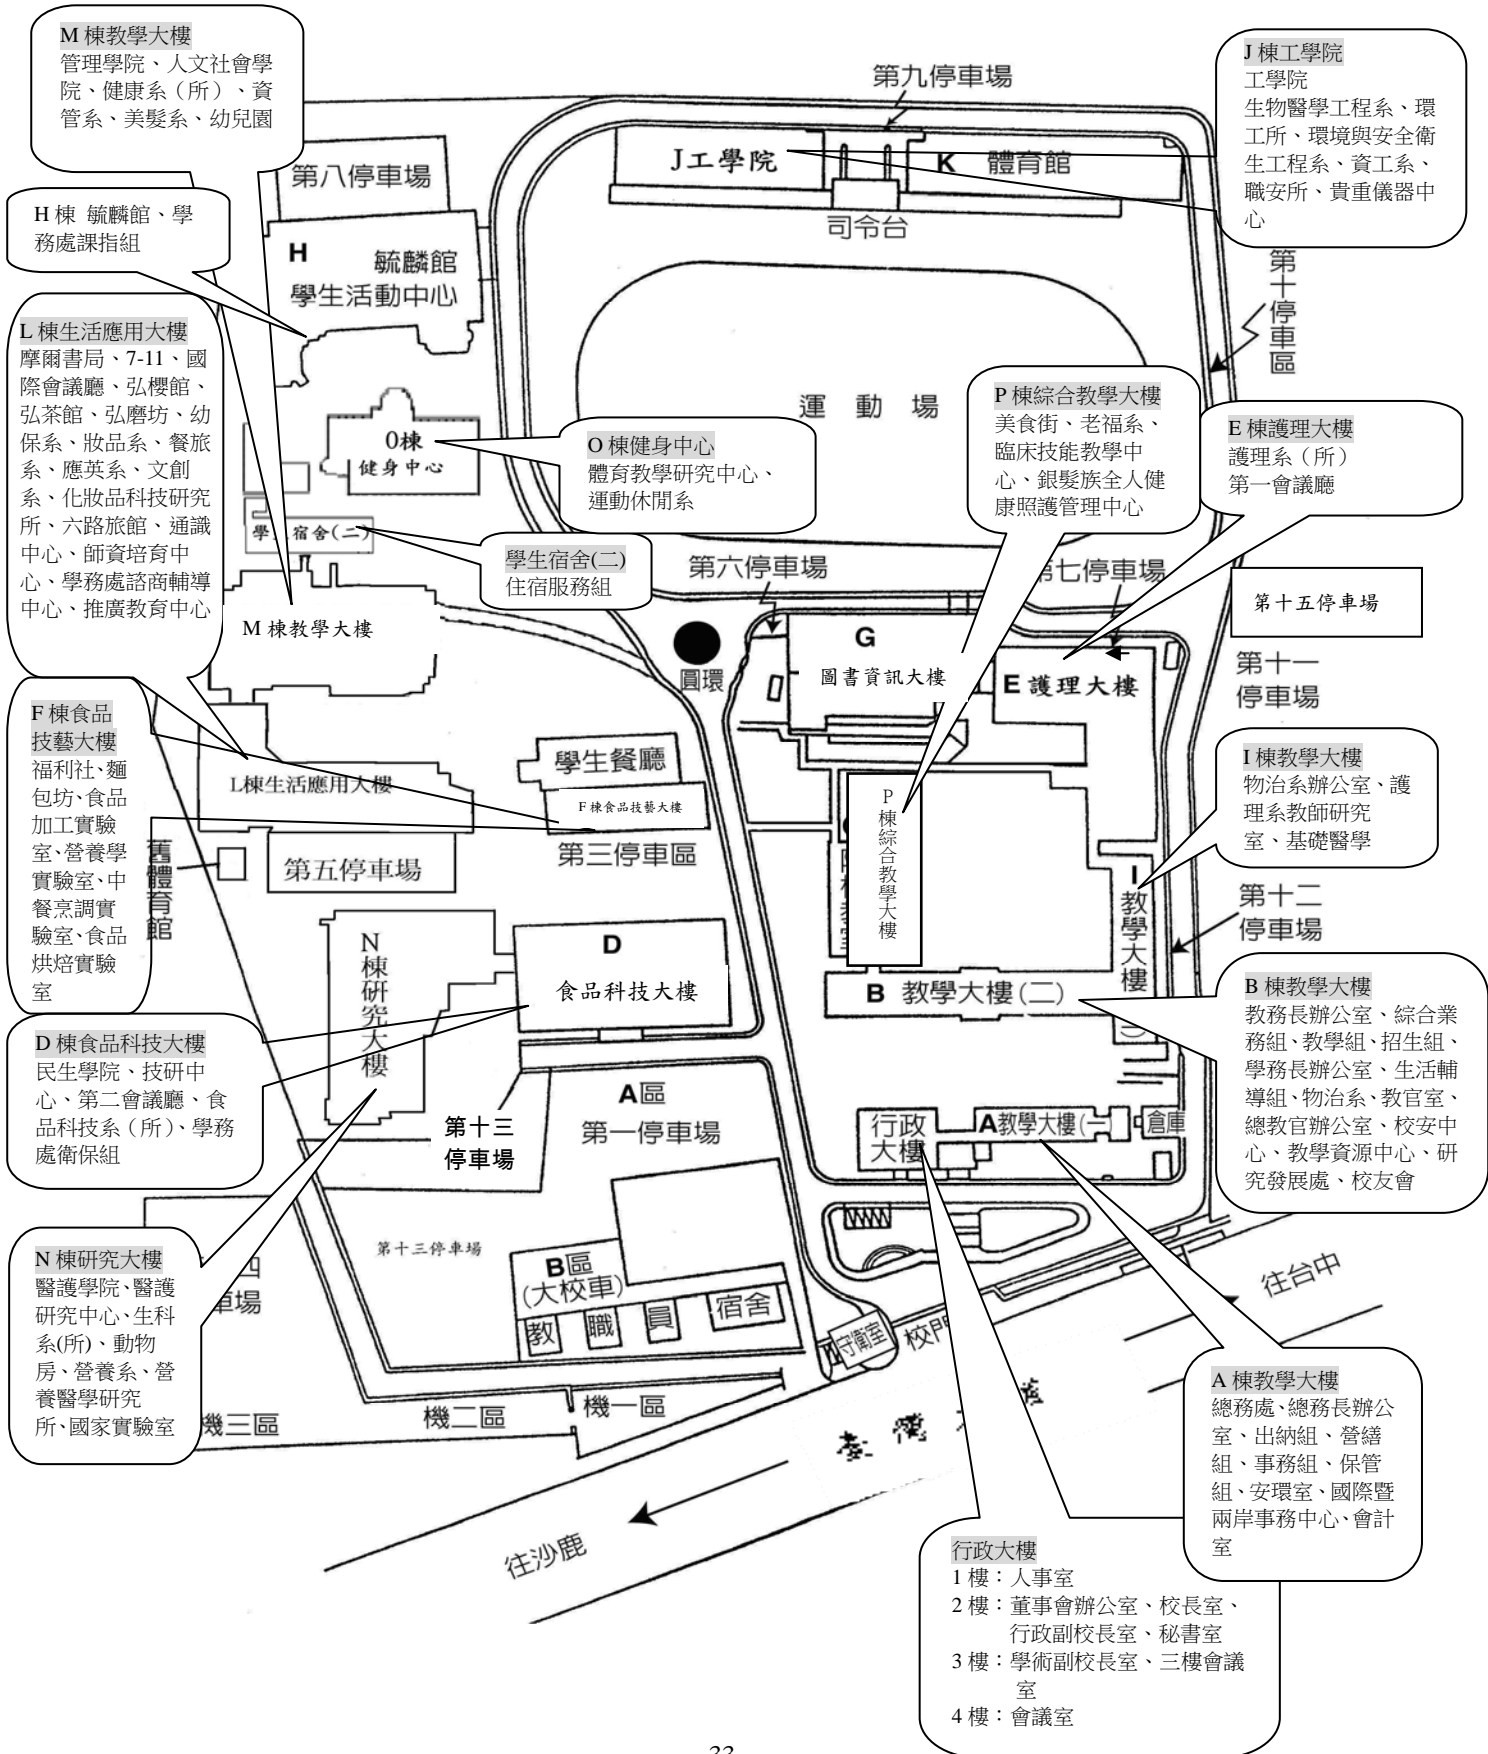 M 棟教學大樓
管理學院、人文社會學
院、健康系（所）、資
管系、美髮系、幼兒園
J 棟工學院
工學院
生物醫學工程系、環
工所、環境與安全衛
生工程系、資工系、
職安所、貴重儀器中
心
第九停車場
J工學院
K 體育館
司令台
第八停車場
H 棟 毓麟館、學
務處課指組
H 毓麟館
學生活動中心
第十停車區
L 棟生活應用大樓
摩爾書局、7-11、國
際會議廳、弘櫻館、
弘茶館、弘磨坊、幼
保系、妝品系、餐旅
系、應英系、文創
系、化妝品科技研究
所、六路旅館、通識
中心、師資培育中
心、學務處諮商輔導
中心、推廣教育中心
運動場
P 棟綜合教學大樓
美食街、老福系、
臨床技能教學中
心、銀髮族全人健
康照護管理中心
E 棟護理大樓
護理系（所）
第一會議廳
O棟
健身中心
O 棟健身中心
體育教學研究中心、
運動休閒系
宿舍(二)
學生宿舍(二)
住宿服務組
第六停車場
七停車場
第十五停車場
M 棟教學大樓
圓環
G
圖書資訊大樓
E 護理大樓
第十一
停車場
F 棟食品
技藝大樓
福利社、麵
包坊、食品
加工實驗
室、營養學
實驗室、中
餐烹調實
驗室、食品
烘焙實驗
室
學生餐廳
F 棟食品技藝大樓
第三停車區
L棟生活應用大樓
第五停車場
舊體育館
P
棟綜合教學大樓
I 棟教學大樓
物治系辦公室、護
理系教師研究
室、基礎醫學
I
教學大樓
第十二
停車場
N棟研究大樓
D
食品科技大樓
B 教學大樓(二)
B 棟教學大樓
教務長辦公室、綜合業
務組、教學組、招生組、
學務長辦公室、生活輔
導組、物治系、教官室、
總教官辦公室、校安中
心、教學資源中心、研
究發展處、校友會
D 棟食品科技大樓
民生學院、技研中
心、第二會議廳、食
品科技系（所）、學務
處衛保組
A區
第一停車場
第十三
停車場
行政
大樓
A教學大樓(一)
倉庫
N 棟研究大樓
醫護學院、醫護
研究中心、生科
系(所)、動物
房、營養系、營
養醫學研究
所、國家實驗室
四
車場
第十三停車場
B區
(大校車)
教職員宿舍
守衛室
校門
往台中
機三區
機二區
機一區
往沙鹿
A 棟教學大樓
總務處、總務長辦公
室、出納組、營繕
組、事務組、保管
組、安環室、國際暨
兩岸事務中心、會計
室
行政大樓
1 樓：人事室
2 樓：董事會辦公室、校長室、
行政副校長室、秘書室
3 樓：學術副校長室、三樓會議
室
4 樓：會議室